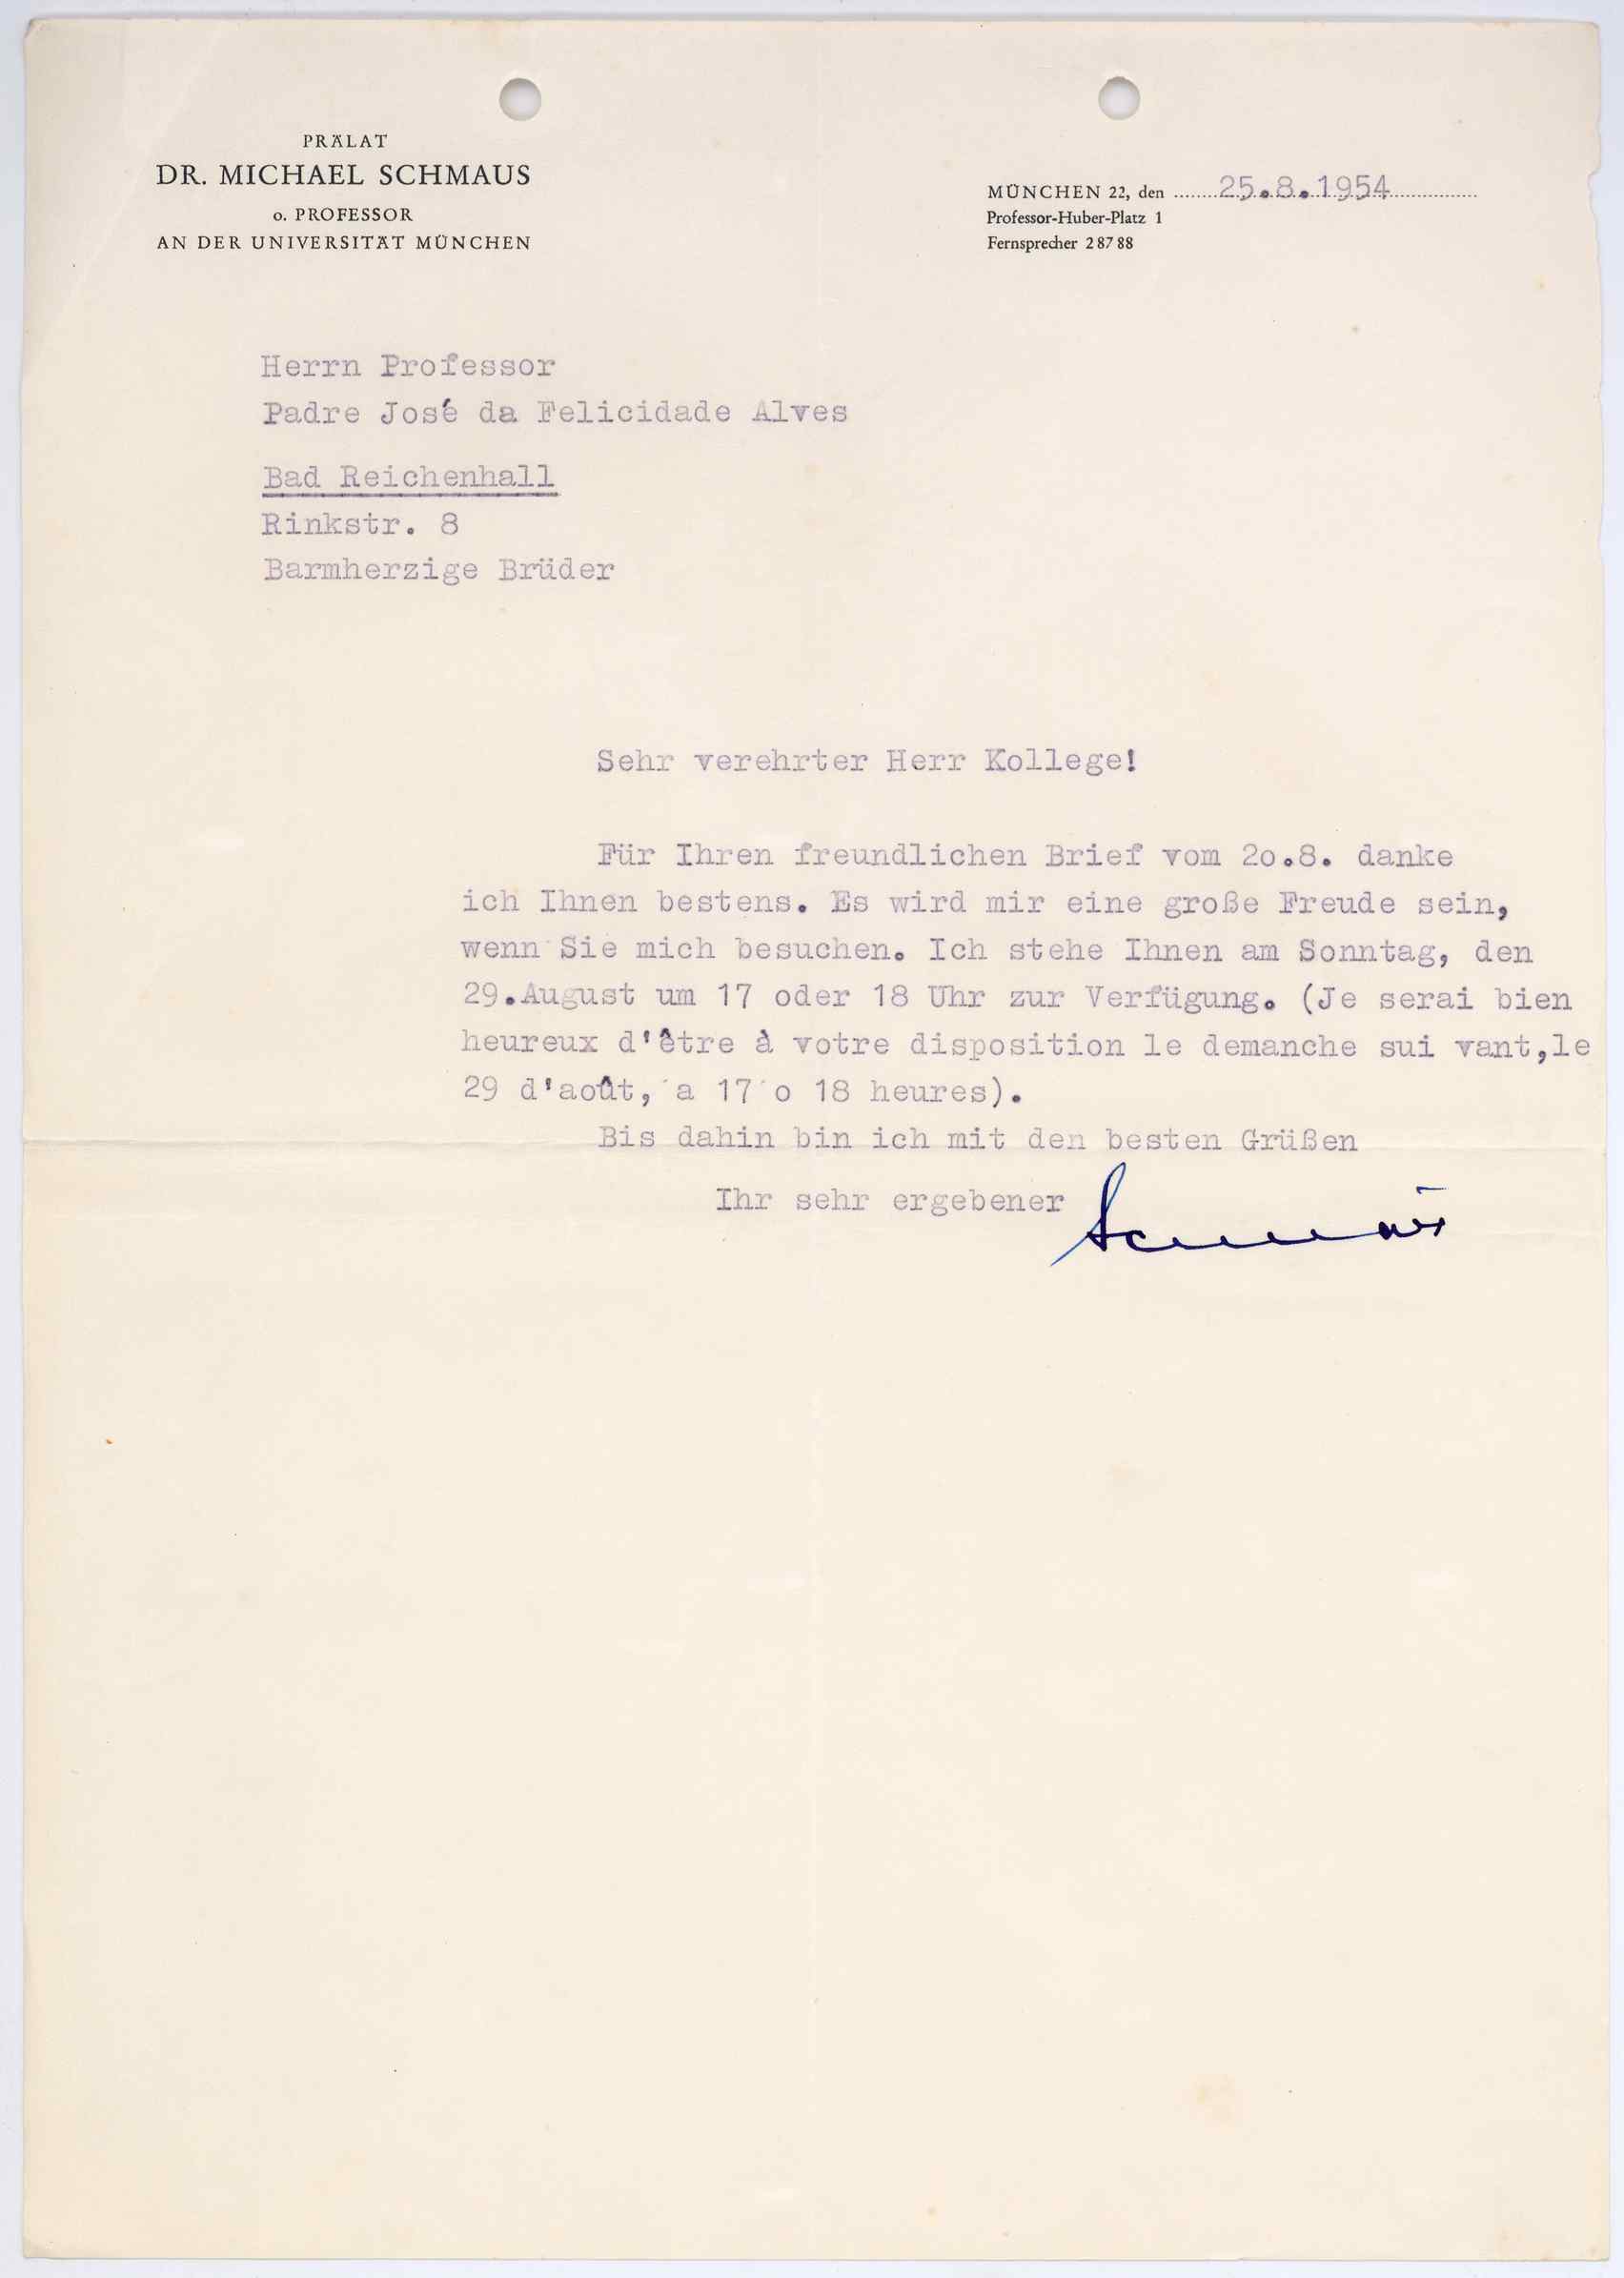 PRÄLAT
DR. MICHAEL SCHMAUS
o. PROFESSOR
AN DER UNIVERSITÄT MÜNCHEN
MÜNCHEN 22, den ........25.8.1954................
Professor-Huber-Platz 1
Fernsprecher 2 87 88
Herrn Professor
Padre José da Felicidade Alves
Bad Reichenhall
Rinkstr. 8
Barmherzige Brüder
Sehr verehrter Herr Kollege!
Für Ihren freundlichen Brief vom 2o.8. danke
ich Ihnen bestens. Es wird mir eine große Freude sein,
wenn Sie mich besuchen. Ich stehe Ihnen am Sonntag, den
29.August um 17 oder 18 Uhr zur Verfügung. (Je serai bien
heureux d'être à votre disposition le demanche sui vant,le
29 d'août, a 17 o 18 heures).
Bis dahin bin ich mit den besten Grüßen
Ihr sehr ergebener
Schmaus